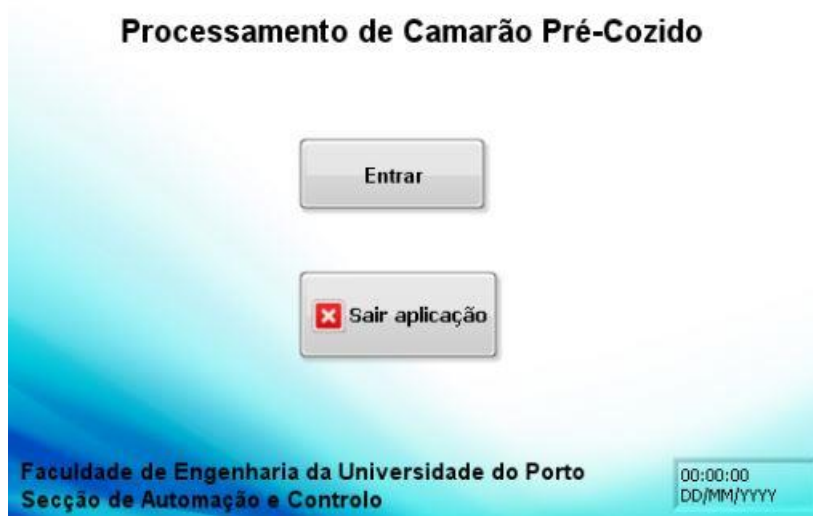 Processamento de Camarão Pré-Cozido
Entrar
Sair aplicação
Faculdade de Engenharia da Universidade do Porto
Secção de Automação e Controlo
00:00:00
DD/MM/YYYY